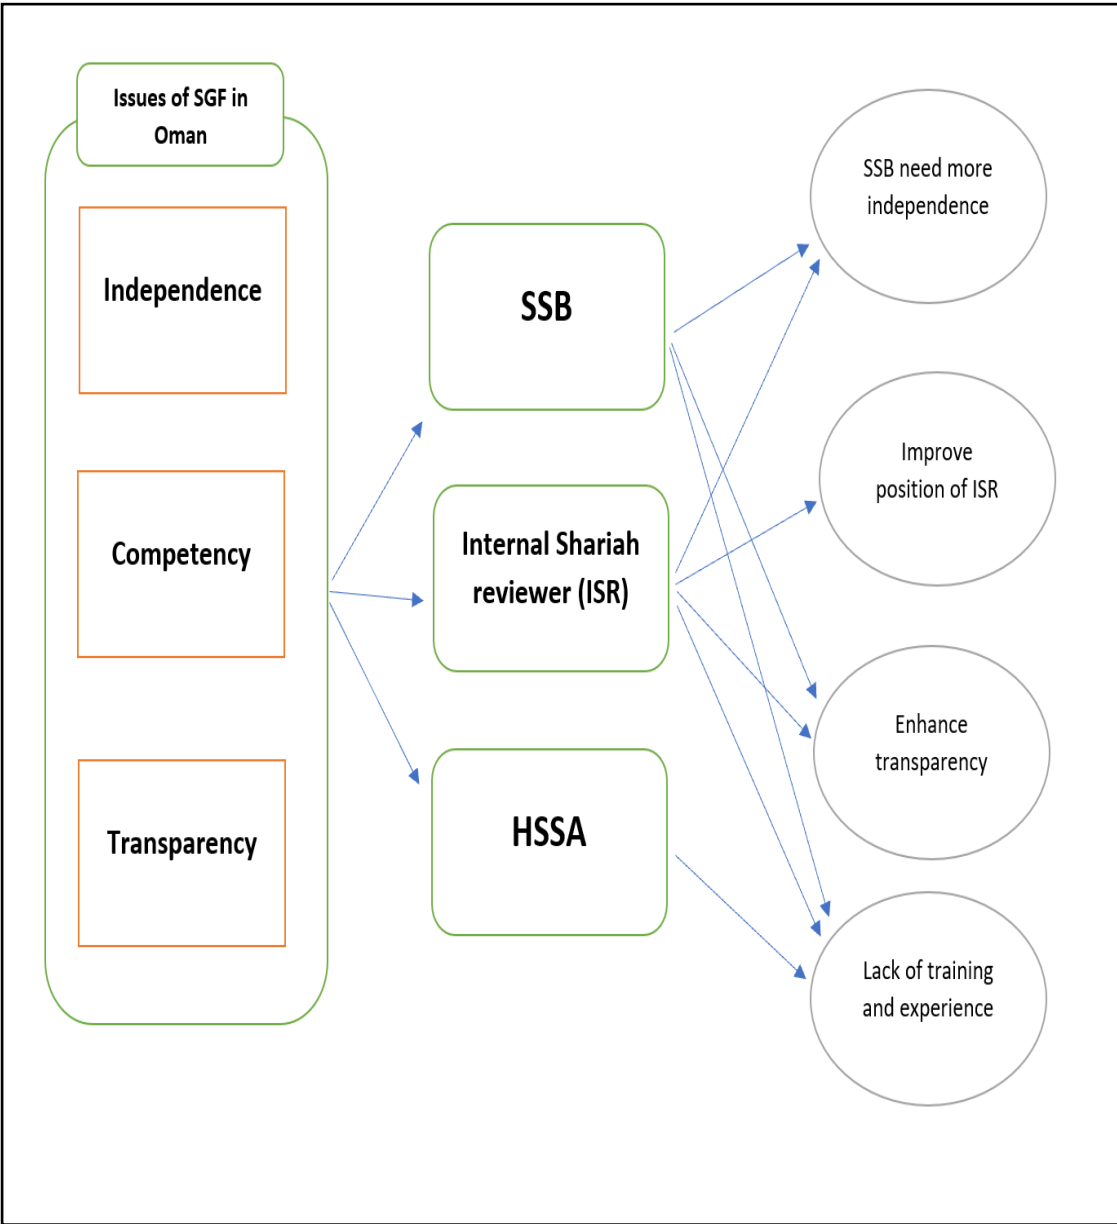 Issues of SGF in
Oman
Independence
Competency
Transparency
SSB
Internal Shariah
reviewer (ISR)
HSSA
SSB need more
independence
Improve
position of ISR
Enhance
transparency
Lack of training
and experience